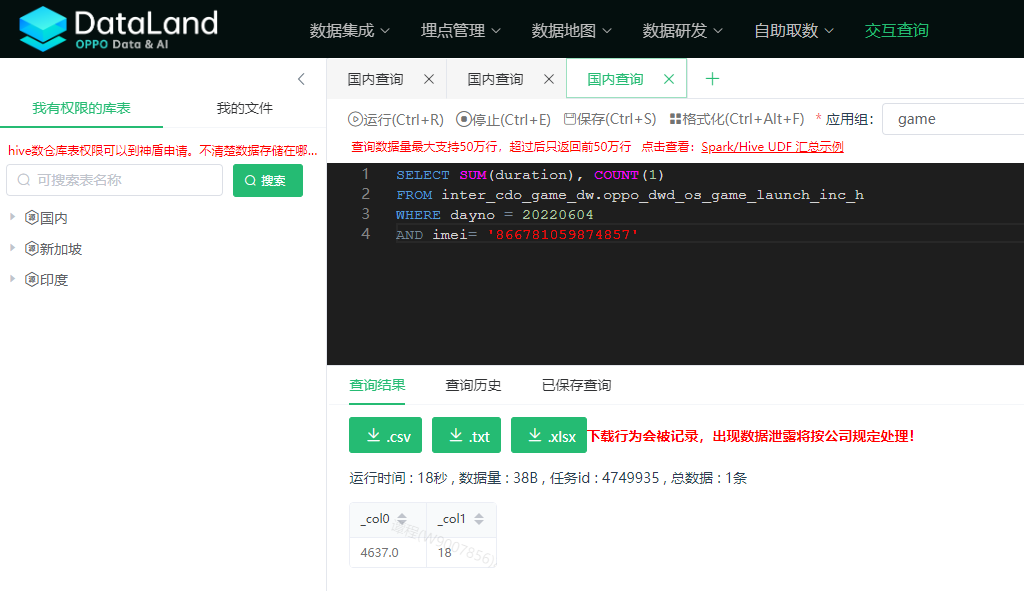 DataLand
OPPO Data & AI
数据集成 埋点管理 数据地图 数据研发 自助取数 交互查询
国内查询 国内查询 国内查询
我有权限的库表 我的文件
运行(Ctrl+R) 停止(Ctrl+E) 保存(Ctrl+S) 格式化(Ctrl+Alt+F) * 应用组: game
hive数仓库表权限可以到神盾申请。不清楚数据存储在哪...
查询数据量最大支持50万行，超过后只返回前50万行 点击查看: Spark/Hive UDF 汇总示例
可搜索表名称 搜索
国内
新加坡
印度
1 SELECT SUM(duration), COUNT(1)
2 FROM inter_cdo_game_dw.oppo_dwd_os_game_launch_inc_h
3 WHERE dayno = 20220604
4 AND imei= '866781059874857'
查询结果 查询历史 已保存查询
.csv .txt .xlsx 下载行为会被记录，出现数据泄露将按公司规定处理！
运行时间 : 18秒 , 数据量 : 38B , 任务id : 4749935 , 总数据 : 1条
_col0 _col1
4637.0 18
(W9007856)